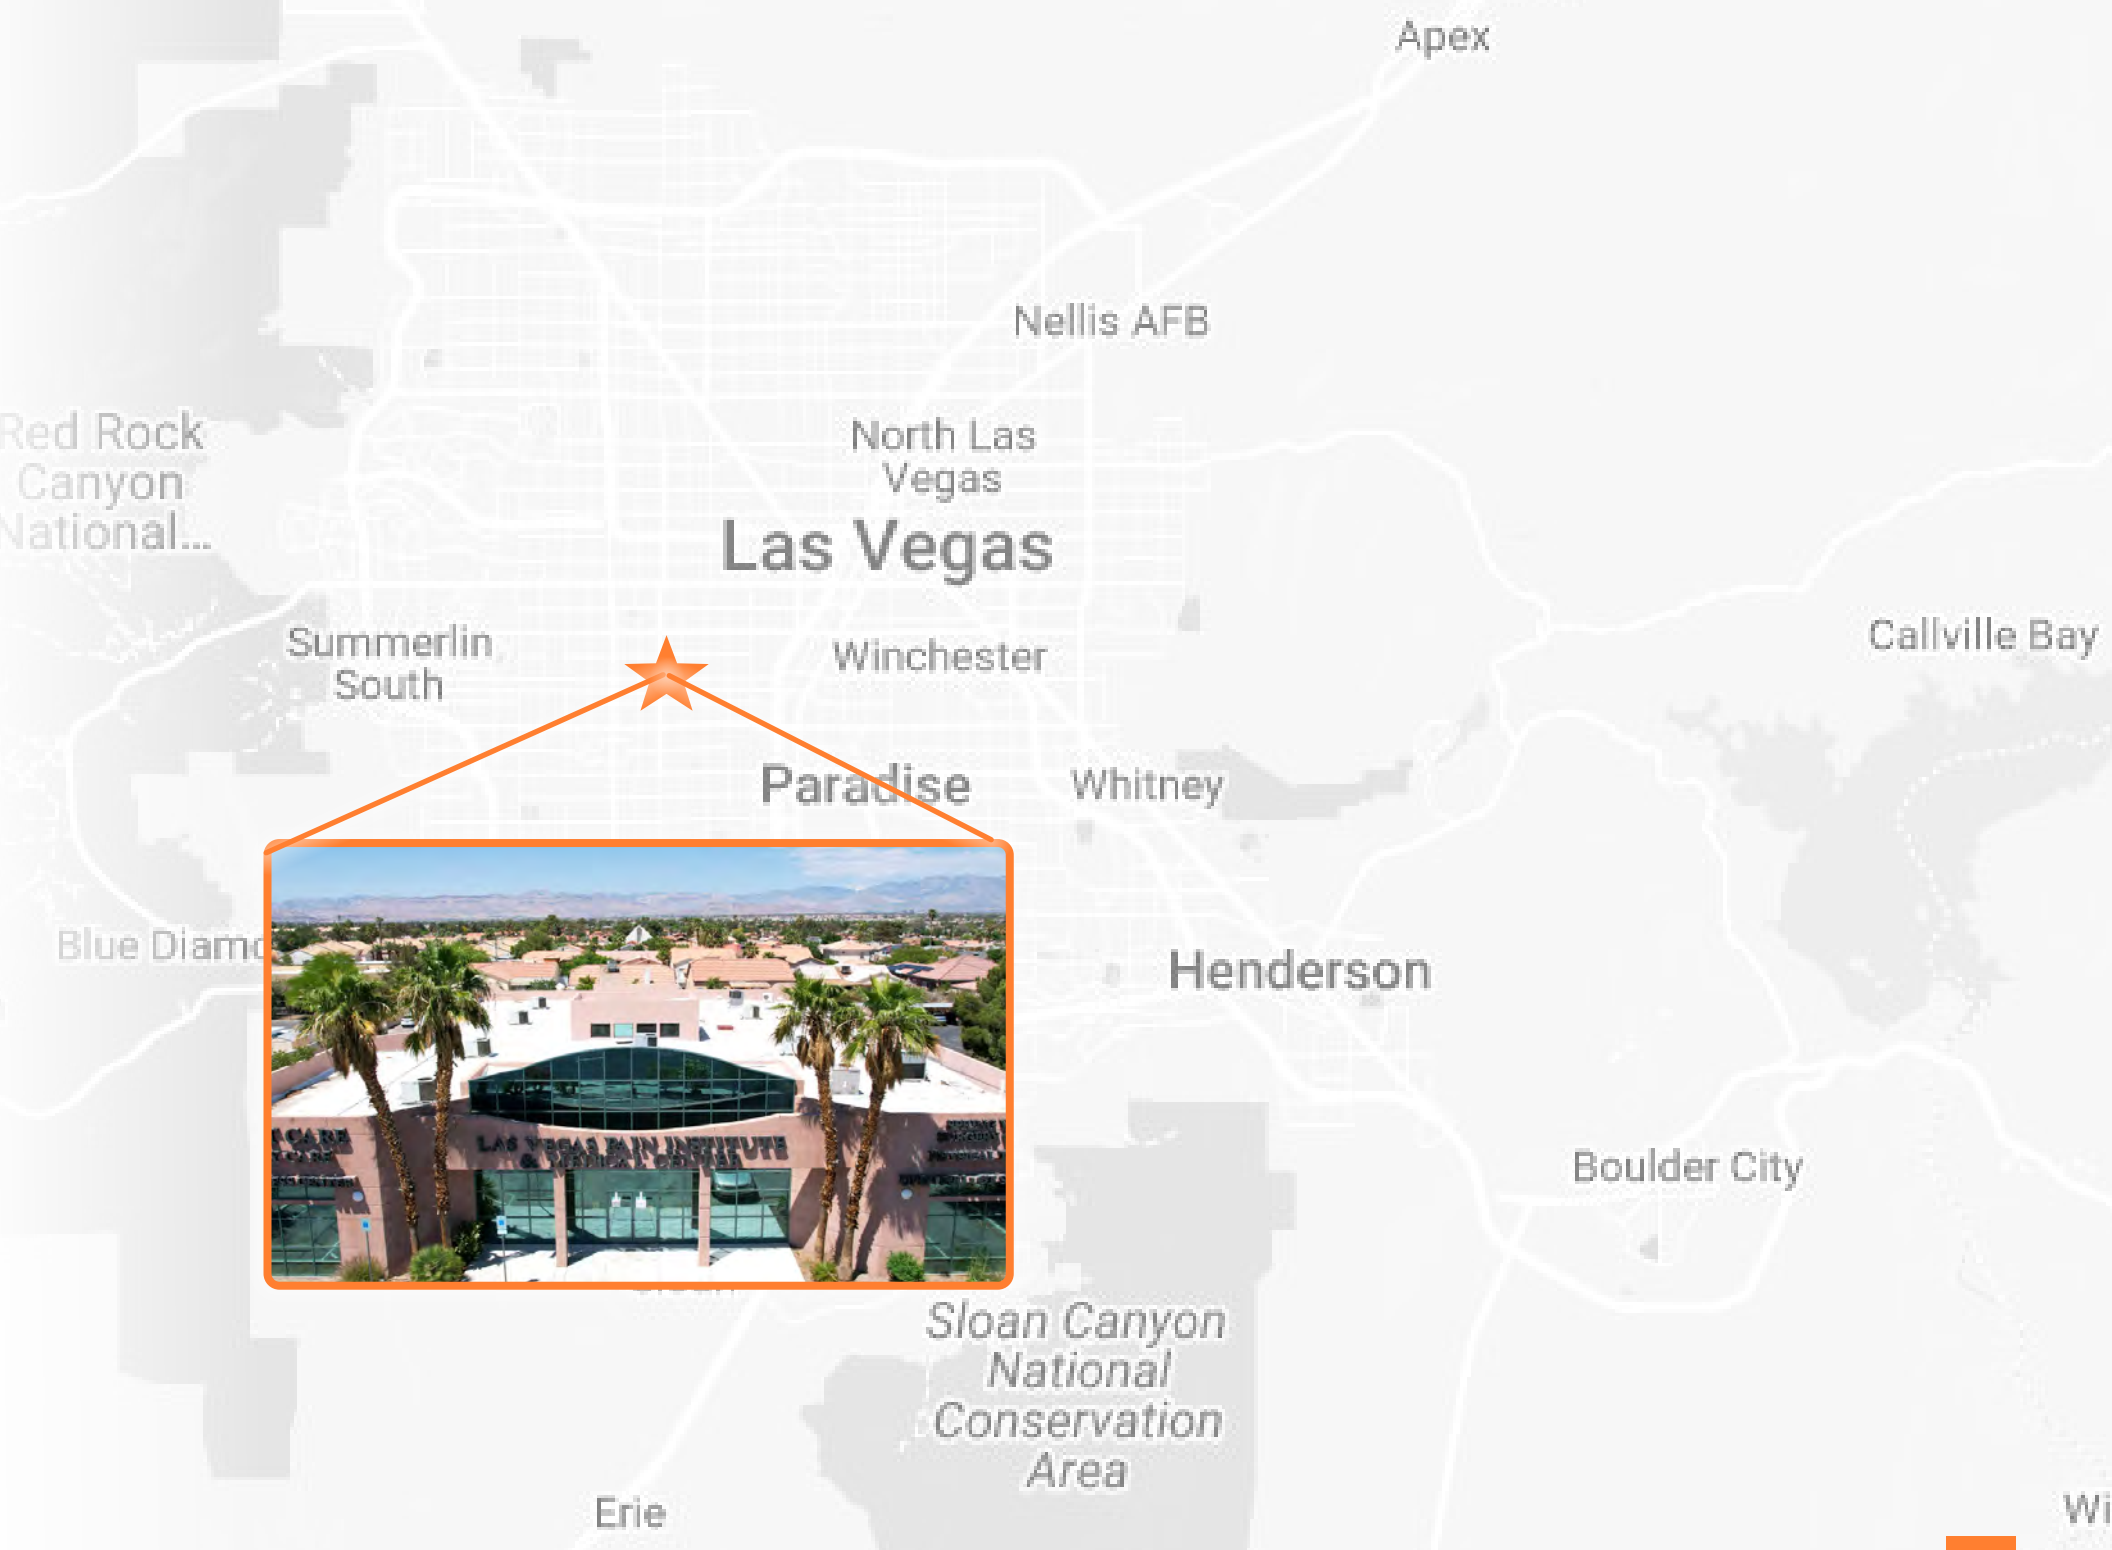 Apex
Nellis AFB
Red Rock
Canyon
National...
North Las
Vegas
Las Vegas
Summerlin
South
Winchester
Callville Bay
Paradise
Whitney
Blue Diamo
Henderson
CARE
LAS VEGAS PAIN INSTITUTE
& MEDICAL CENTER
Boulder City
Sloan Canyon
National
Conservation
Area
Erie
Wi